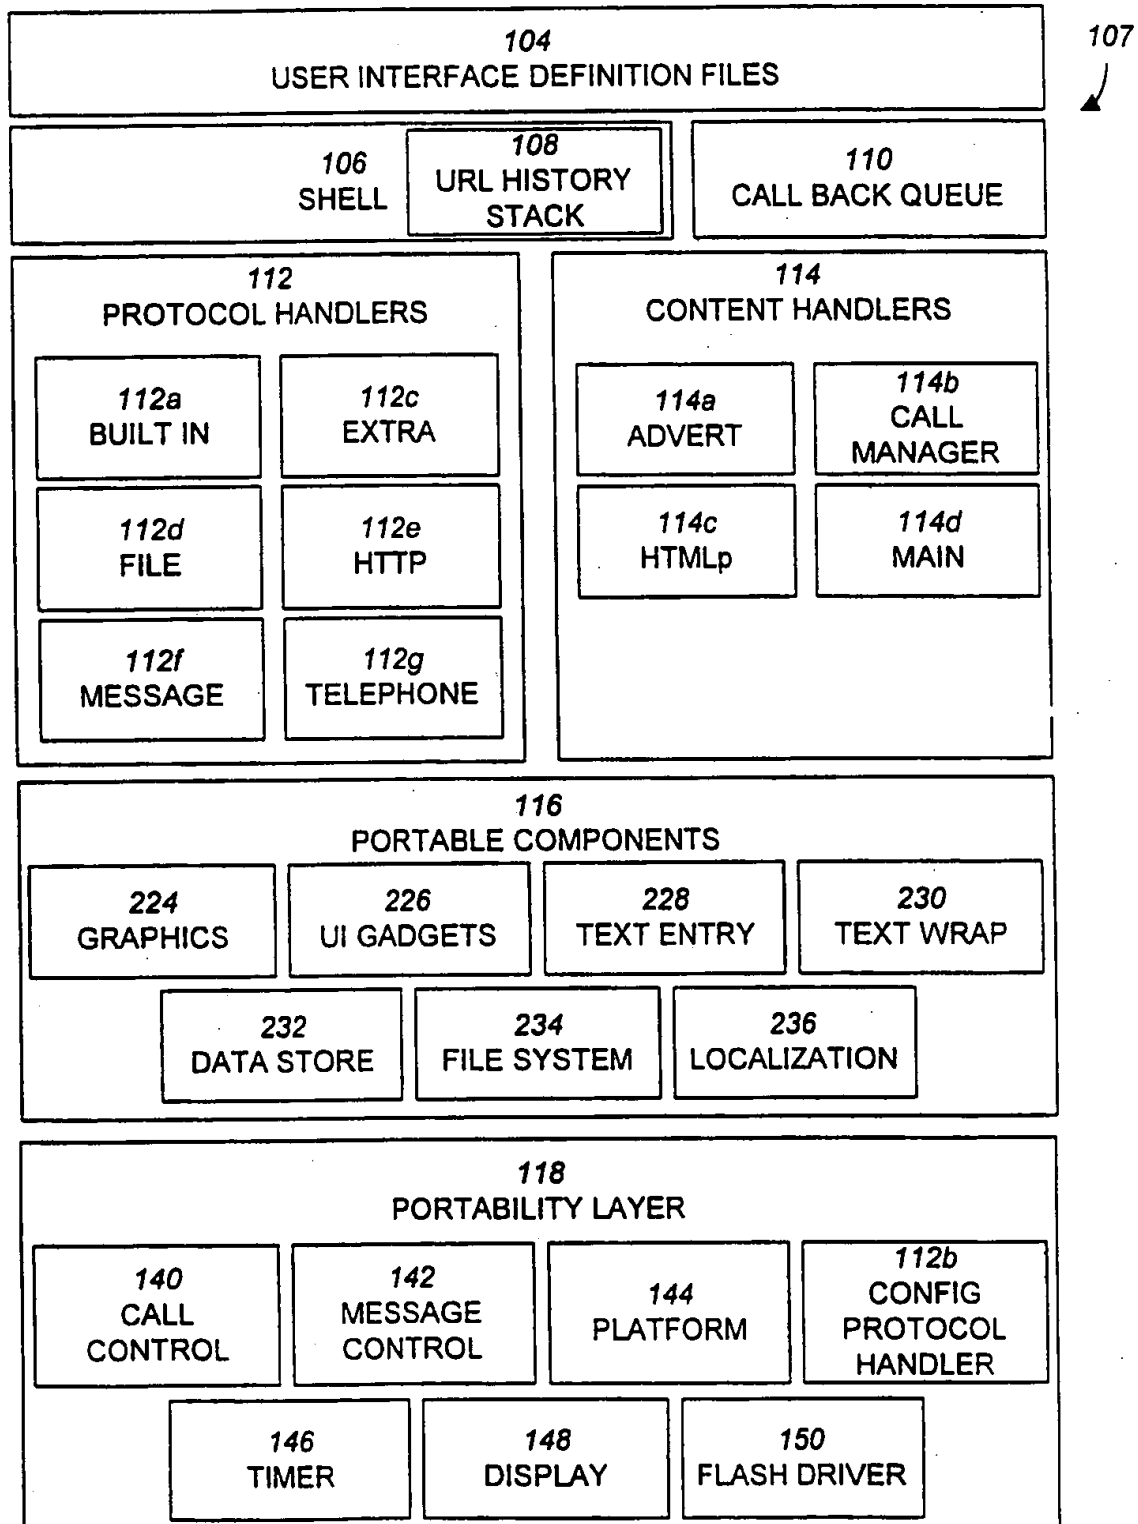 104
USER INTERFACE DEFINITION FILES
107
106
SHELL
108
URL HISTORY
STACK
110
CALL BACK QUEUE
112
PROTOCOL HANDLERS
112a
BUILT IN
112c
EXTRA
112d
FILE
112e
HTTP
112f
MESSAGE
112g
TELEPHONE
114
CONTENT HANDLERS
114a
ADVERT
114b
CALL
MANAGER
114c
HTMLp
114d
MAIN
116
PORTABLE COMPONENTS
224
GRAPHICS
226
UI GADGETS
228
TEXT ENTRY
230
TEXT WRAP
232
DATA STORE
234
FILE SYSTEM
236
LOCALIZATION
118
PORTABILITY LAYER
140
CALL
CONTROL
142
MESSAGE
CONTROL
144
PLATFORM
112b
CONFIG
PROTOCOL
HANDLER
146
TIMER
148
DISPLAY
150
FLASH DRIVER